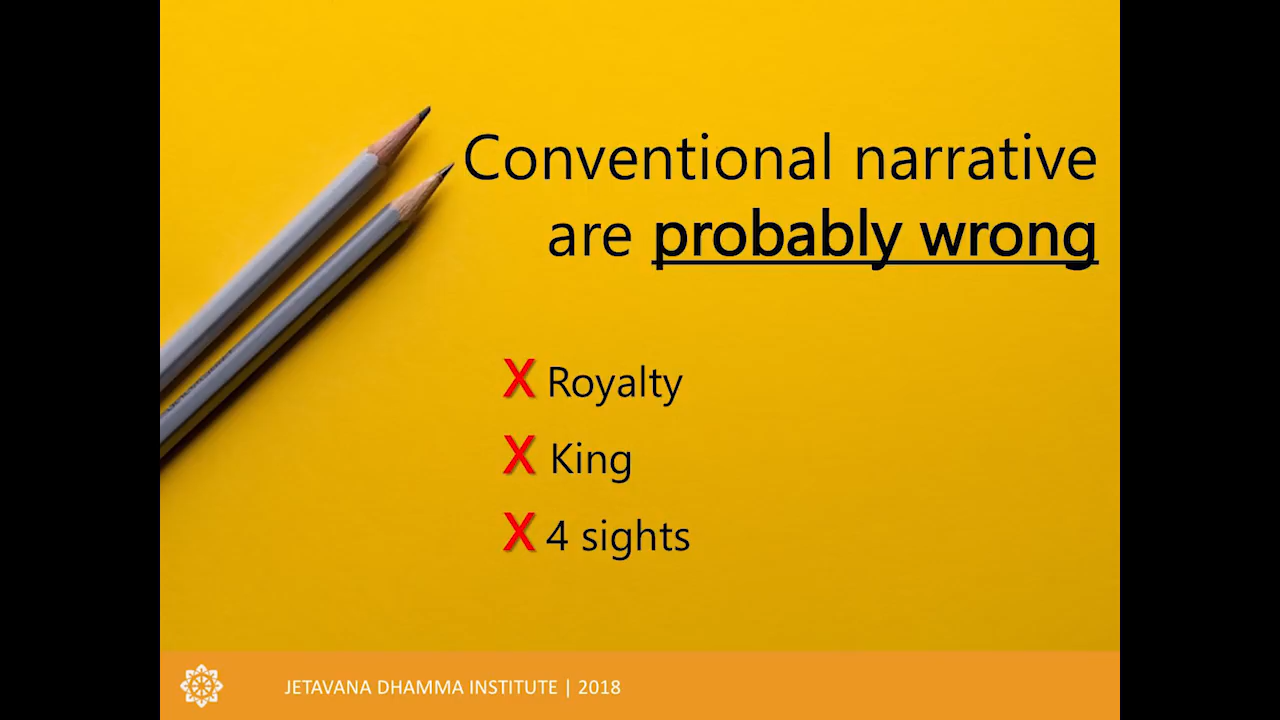 Conventional narrative
are probably wrong
X Royalty
X King
X 4 sights
JETAVANA DHAMMA INSTITUTE | 2018